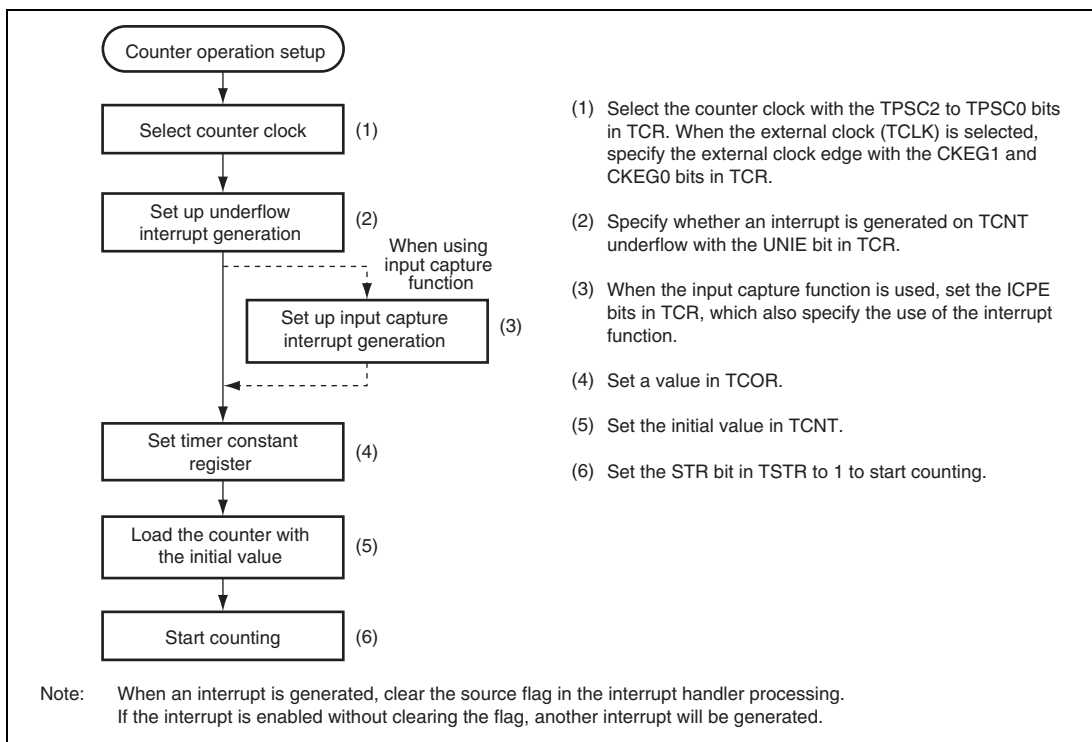 Counter operation setup
Select counter clock
(1)
Set up underflow
interrupt generation
(2)
When using
input capture
function
Set up input capture
interrupt generation
(3)
Set timer constant
register
(4)
Load the counter with
the initial value
(5)
Start counting
(6)
(1) Select the counter clock with the TPSC2 to TPSC0 bits
in TCR. When the external clock (TCLK) is selected,
specify the external clock edge with the CKEG1 and
CKEG0 bits in TCR.
(2) Specify whether an interrupt is generated on TCNT
underflow with the UNIE bit in TCR.
(3) When the input capture function is used, set the ICPE
bits in TCR, which also specify the use of the interrupt
function.
(4) Set a value in TCOR.
(5) Set the initial value in TCNT.
(6) Set the STR bit in TSTR to 1 to start counting.
Note: When an interrupt is generated, clear the source flag in the interrupt handler processing.
If the interrupt is enabled without clearing the flag, another interrupt will be generated.